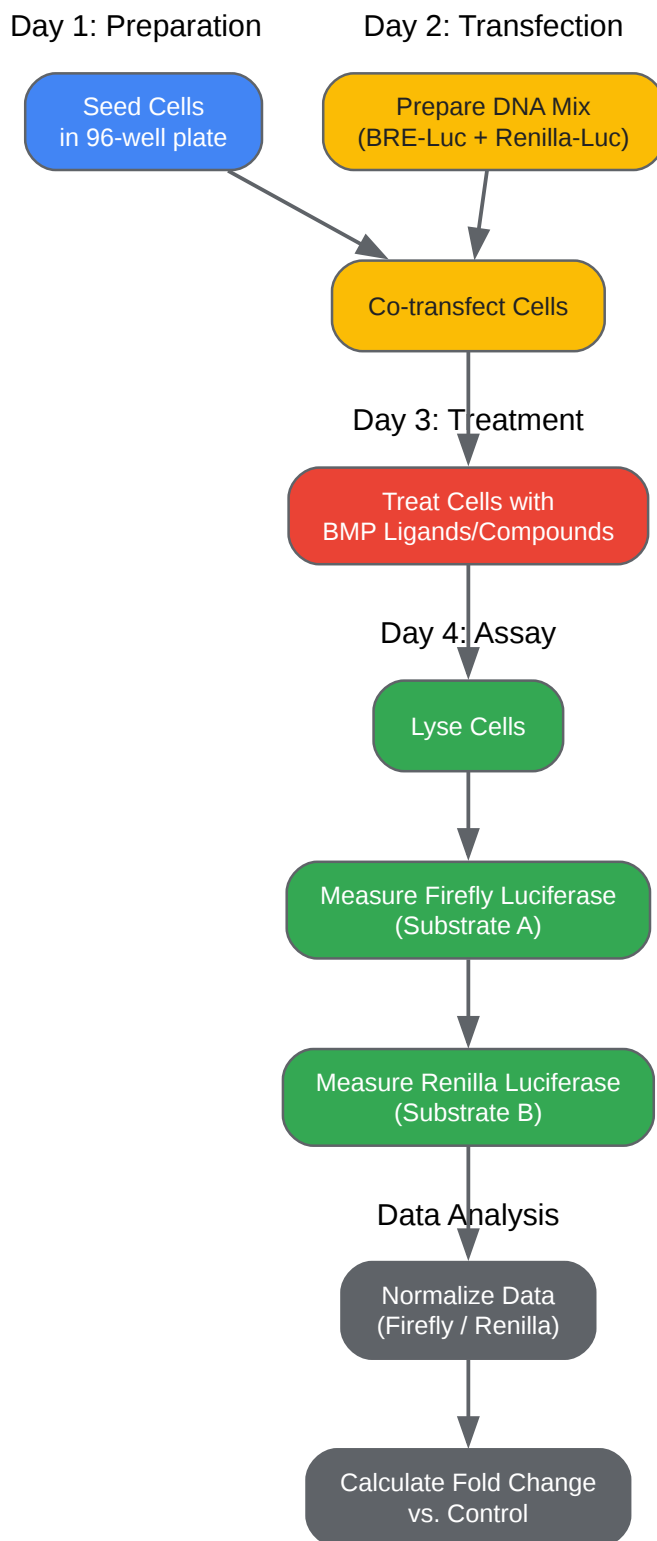 Day 1: Preparation
Day 2: Transfection
Seed Cells
in 96-well plate
Prepare DNA Mix
(BRE-Luc + Renilla-Luc)
Co-transfect Cells
Day 3: Treatment
Treat Cells with
BMP Ligands/Compounds
Day 4: Assay
Lyse Cells
Measure Firefly Luciferase
(Substrate A)
Measure Renilla Luciferase
(Substrate B)
Data Analysis
Normalize Data
(Firefly / Renilla)
Calculate Fold Change
vs. Control